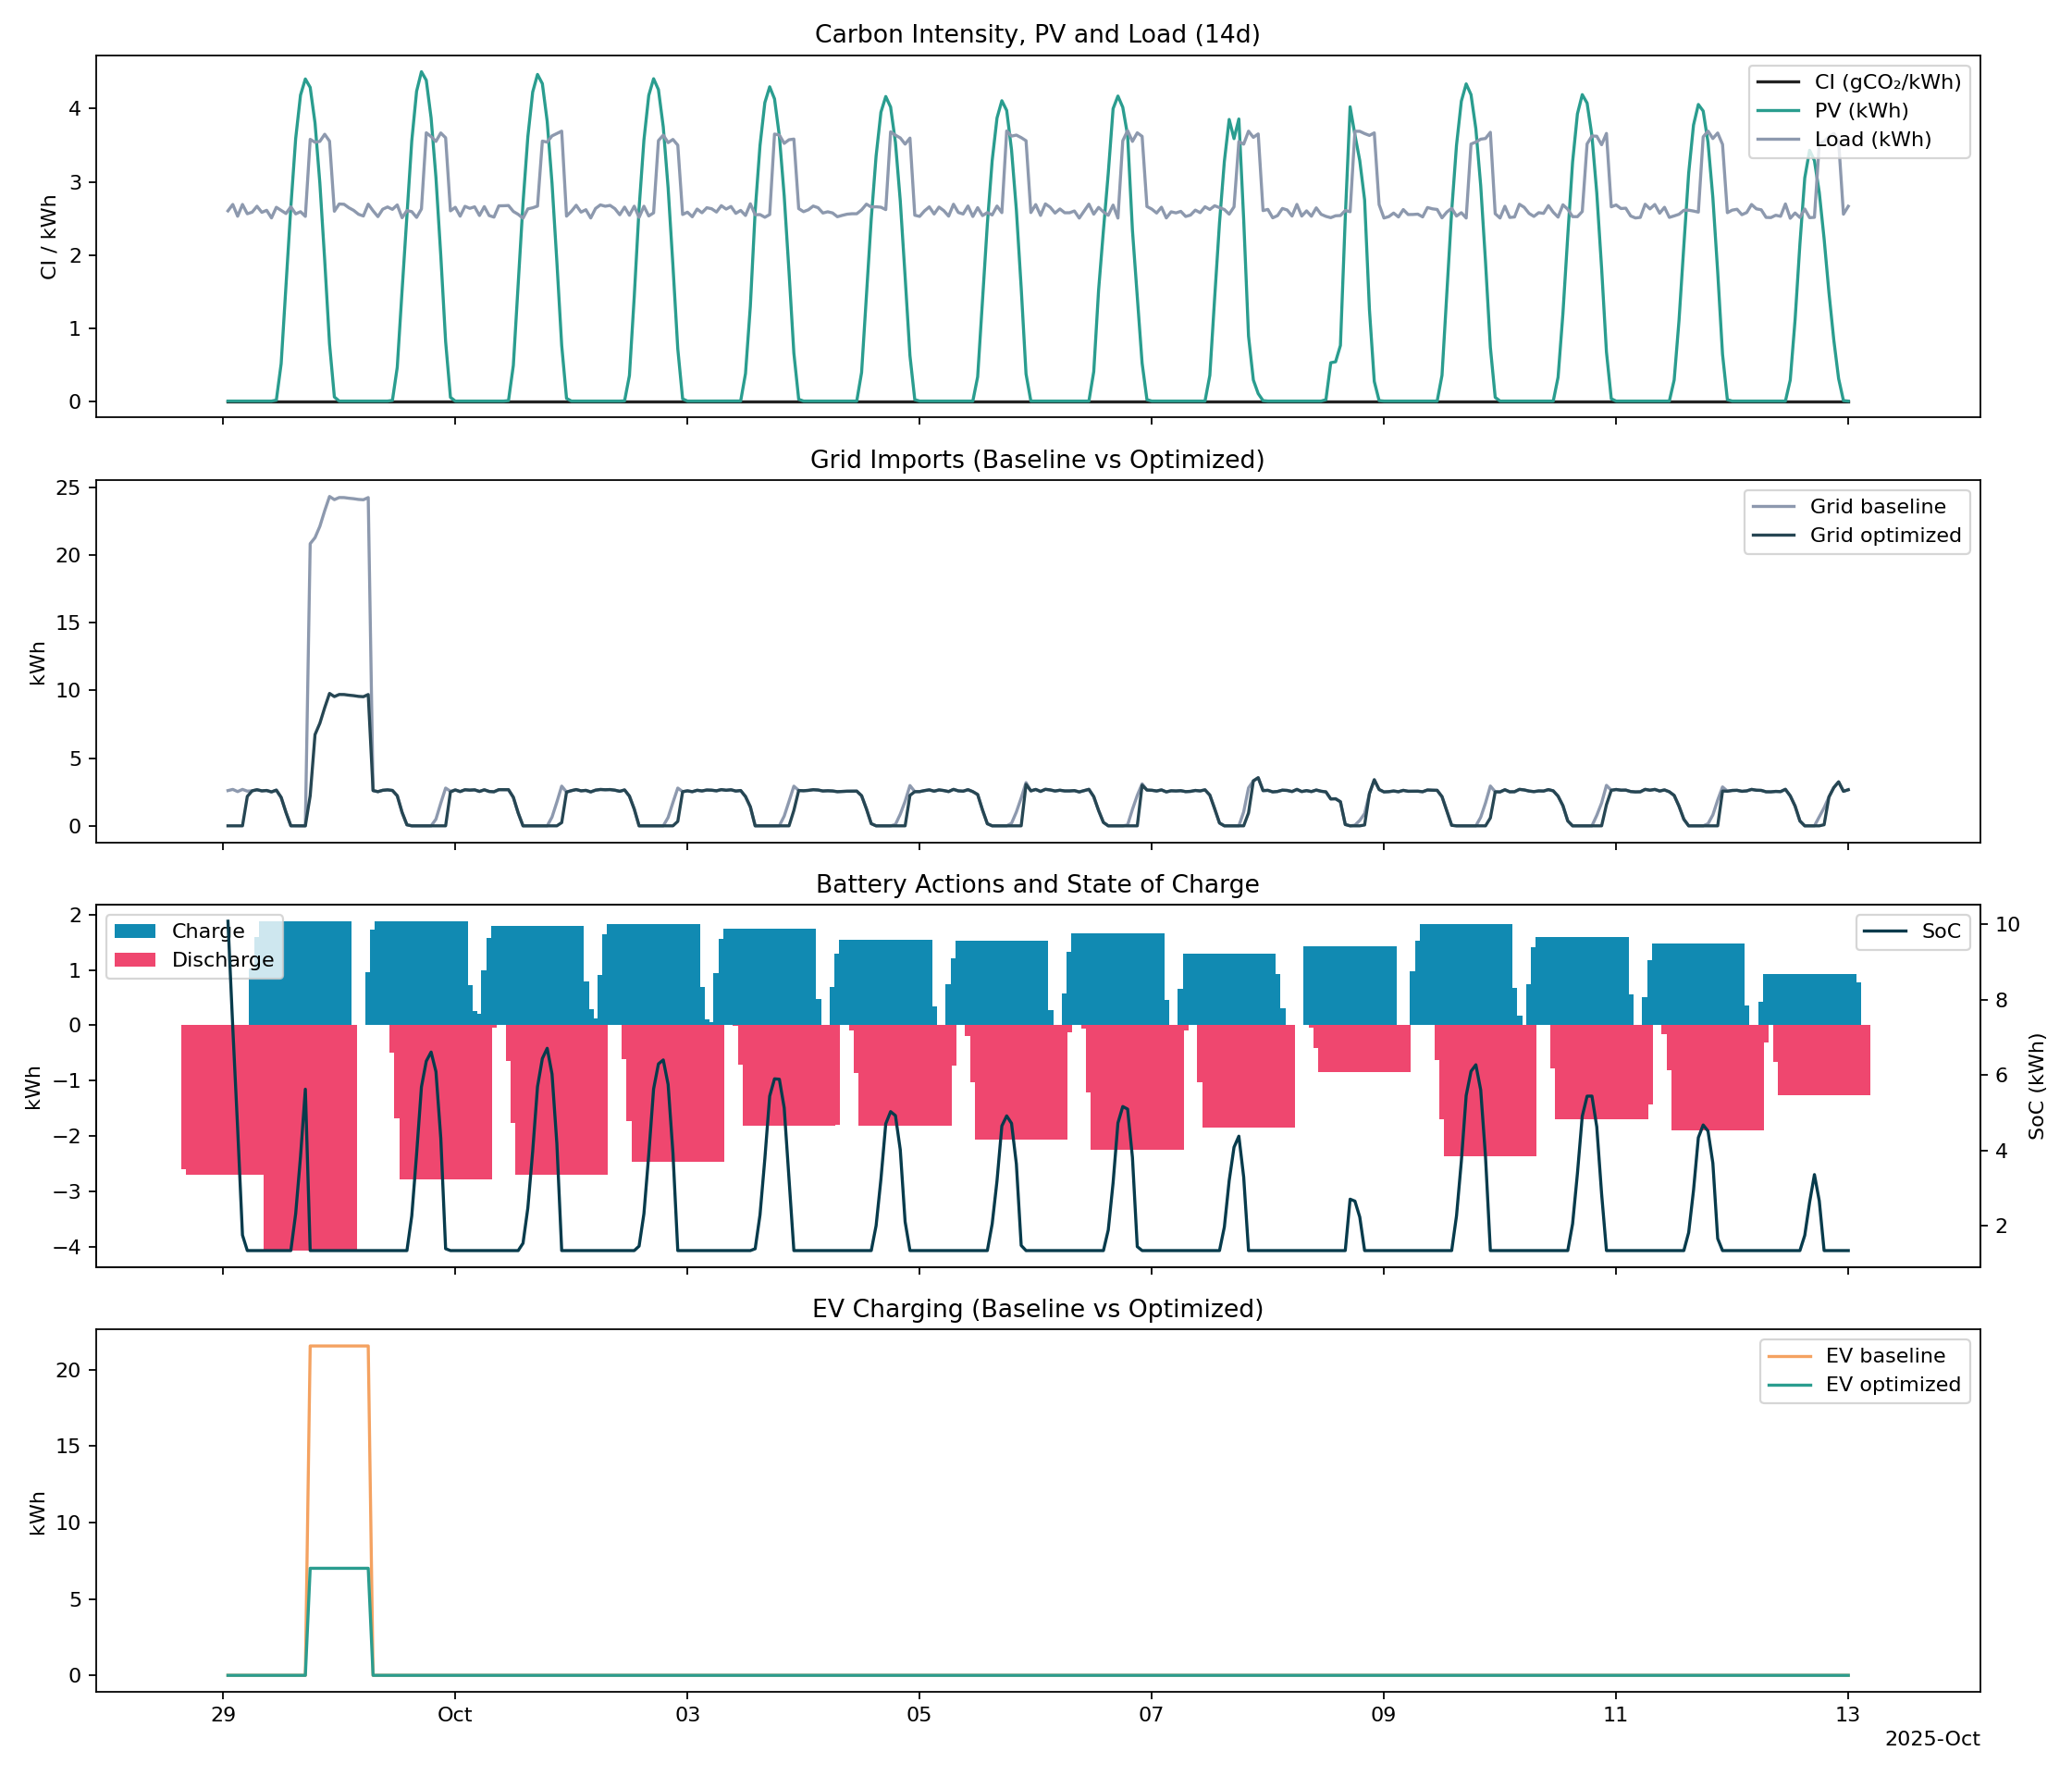 Carbon Intensity, PV and Load (14d)
CI / kWh
4
3
2
1
0
CI (gCO₂/kWh)
PV (kWh)
Load (kWh)
Grid Imports (Baseline vs Optimized)
kWh
25
20
15
10
5
0
Grid baseline
Grid optimized
Battery Actions and State of Charge
kWh
2
1
0
−1
−2
−3
−4
Charge
Discharge
SoC
10
8
6
4
2
SoC (kWh)
EV Charging (Baseline vs Optimized)
kWh
20
15
10
5
0
EV baseline
EV optimized
29 Oct 03 05 07 09 11 13
2025-Oct